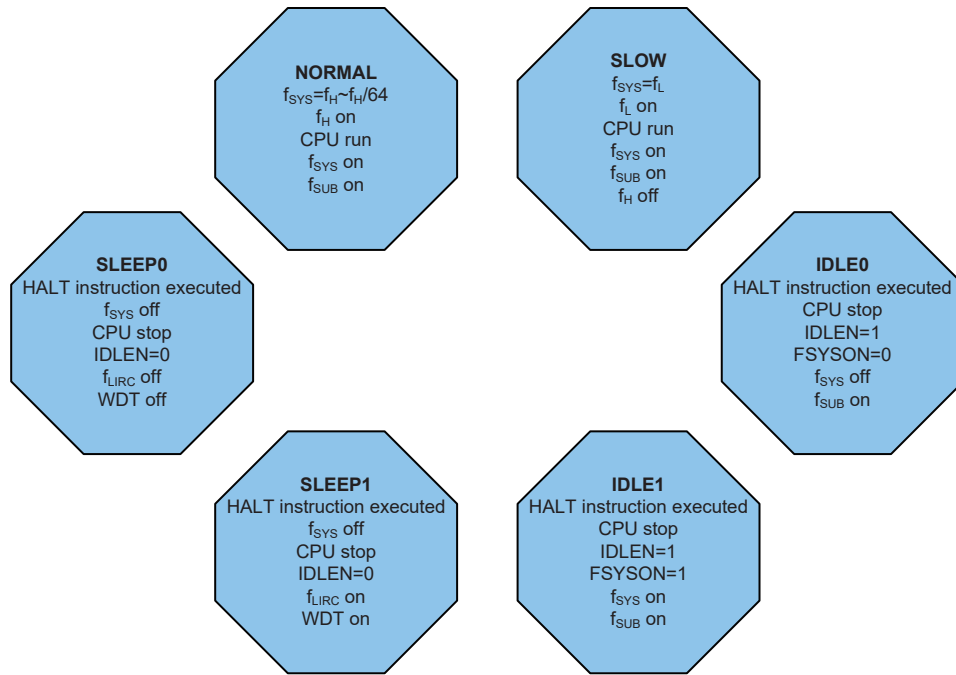 NORMAL
fSYS=fH~fH/64
fH on
CPU run
fSYS on
fSUB on
SLOW
fSYS=fL
fL on
CPU run
fSYS on
fSUB on
fH off
SLEEP0
HALT instruction executed
fSYS off
CPU stop
IDLEN=0
fLIRC off
WDT off
IDLE0
HALT instruction executed
CPU stop
IDLEN=1
FSYSON=0
fSYS off
fSUB on
SLEEP1
HALT instruction executed
fSYS off
CPU stop
IDLEN=0
fLIRC on
WDT on
IDLE1
HALT instruction executed
CPU stop
IDLEN=1
FSYSON=1
fSYS on
fSUB on